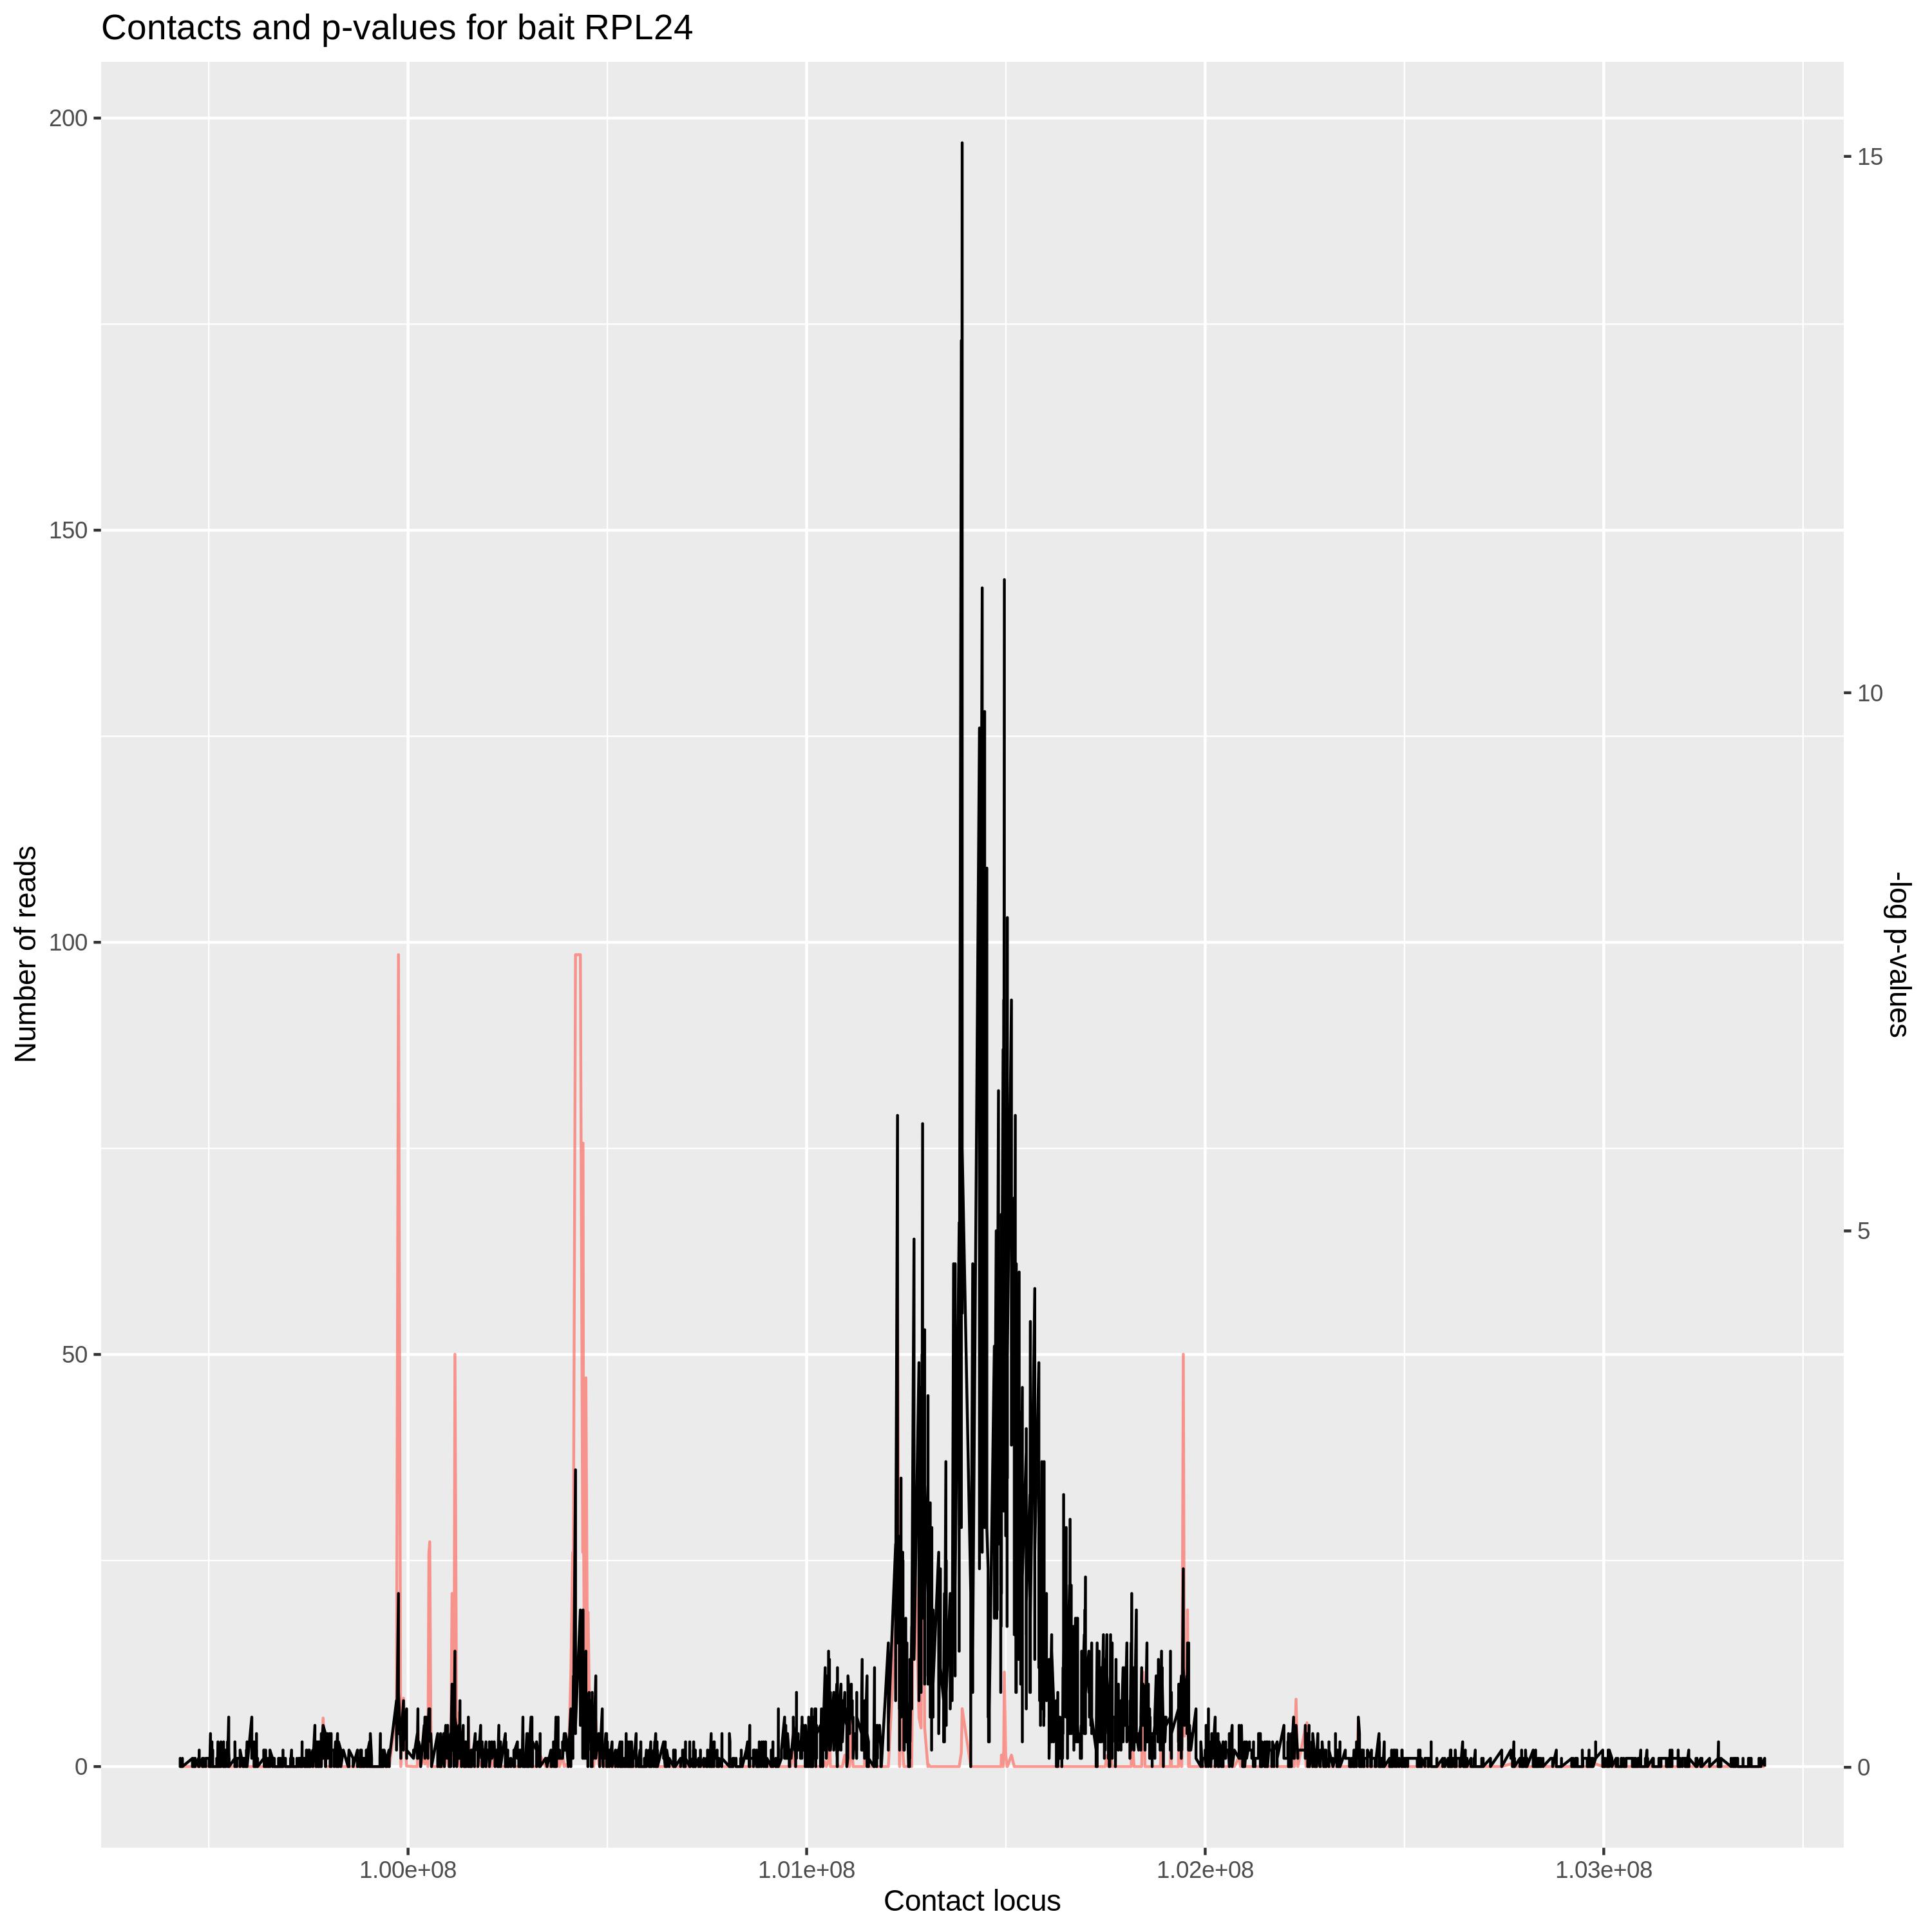 Contacts and p-values for bait RPL24
200
150
100
50
0
15
10
5
0
Number of reads
-log p-values
1.00e+08
1.01e+08
1.02e+08
1.03e+08
Contact locus